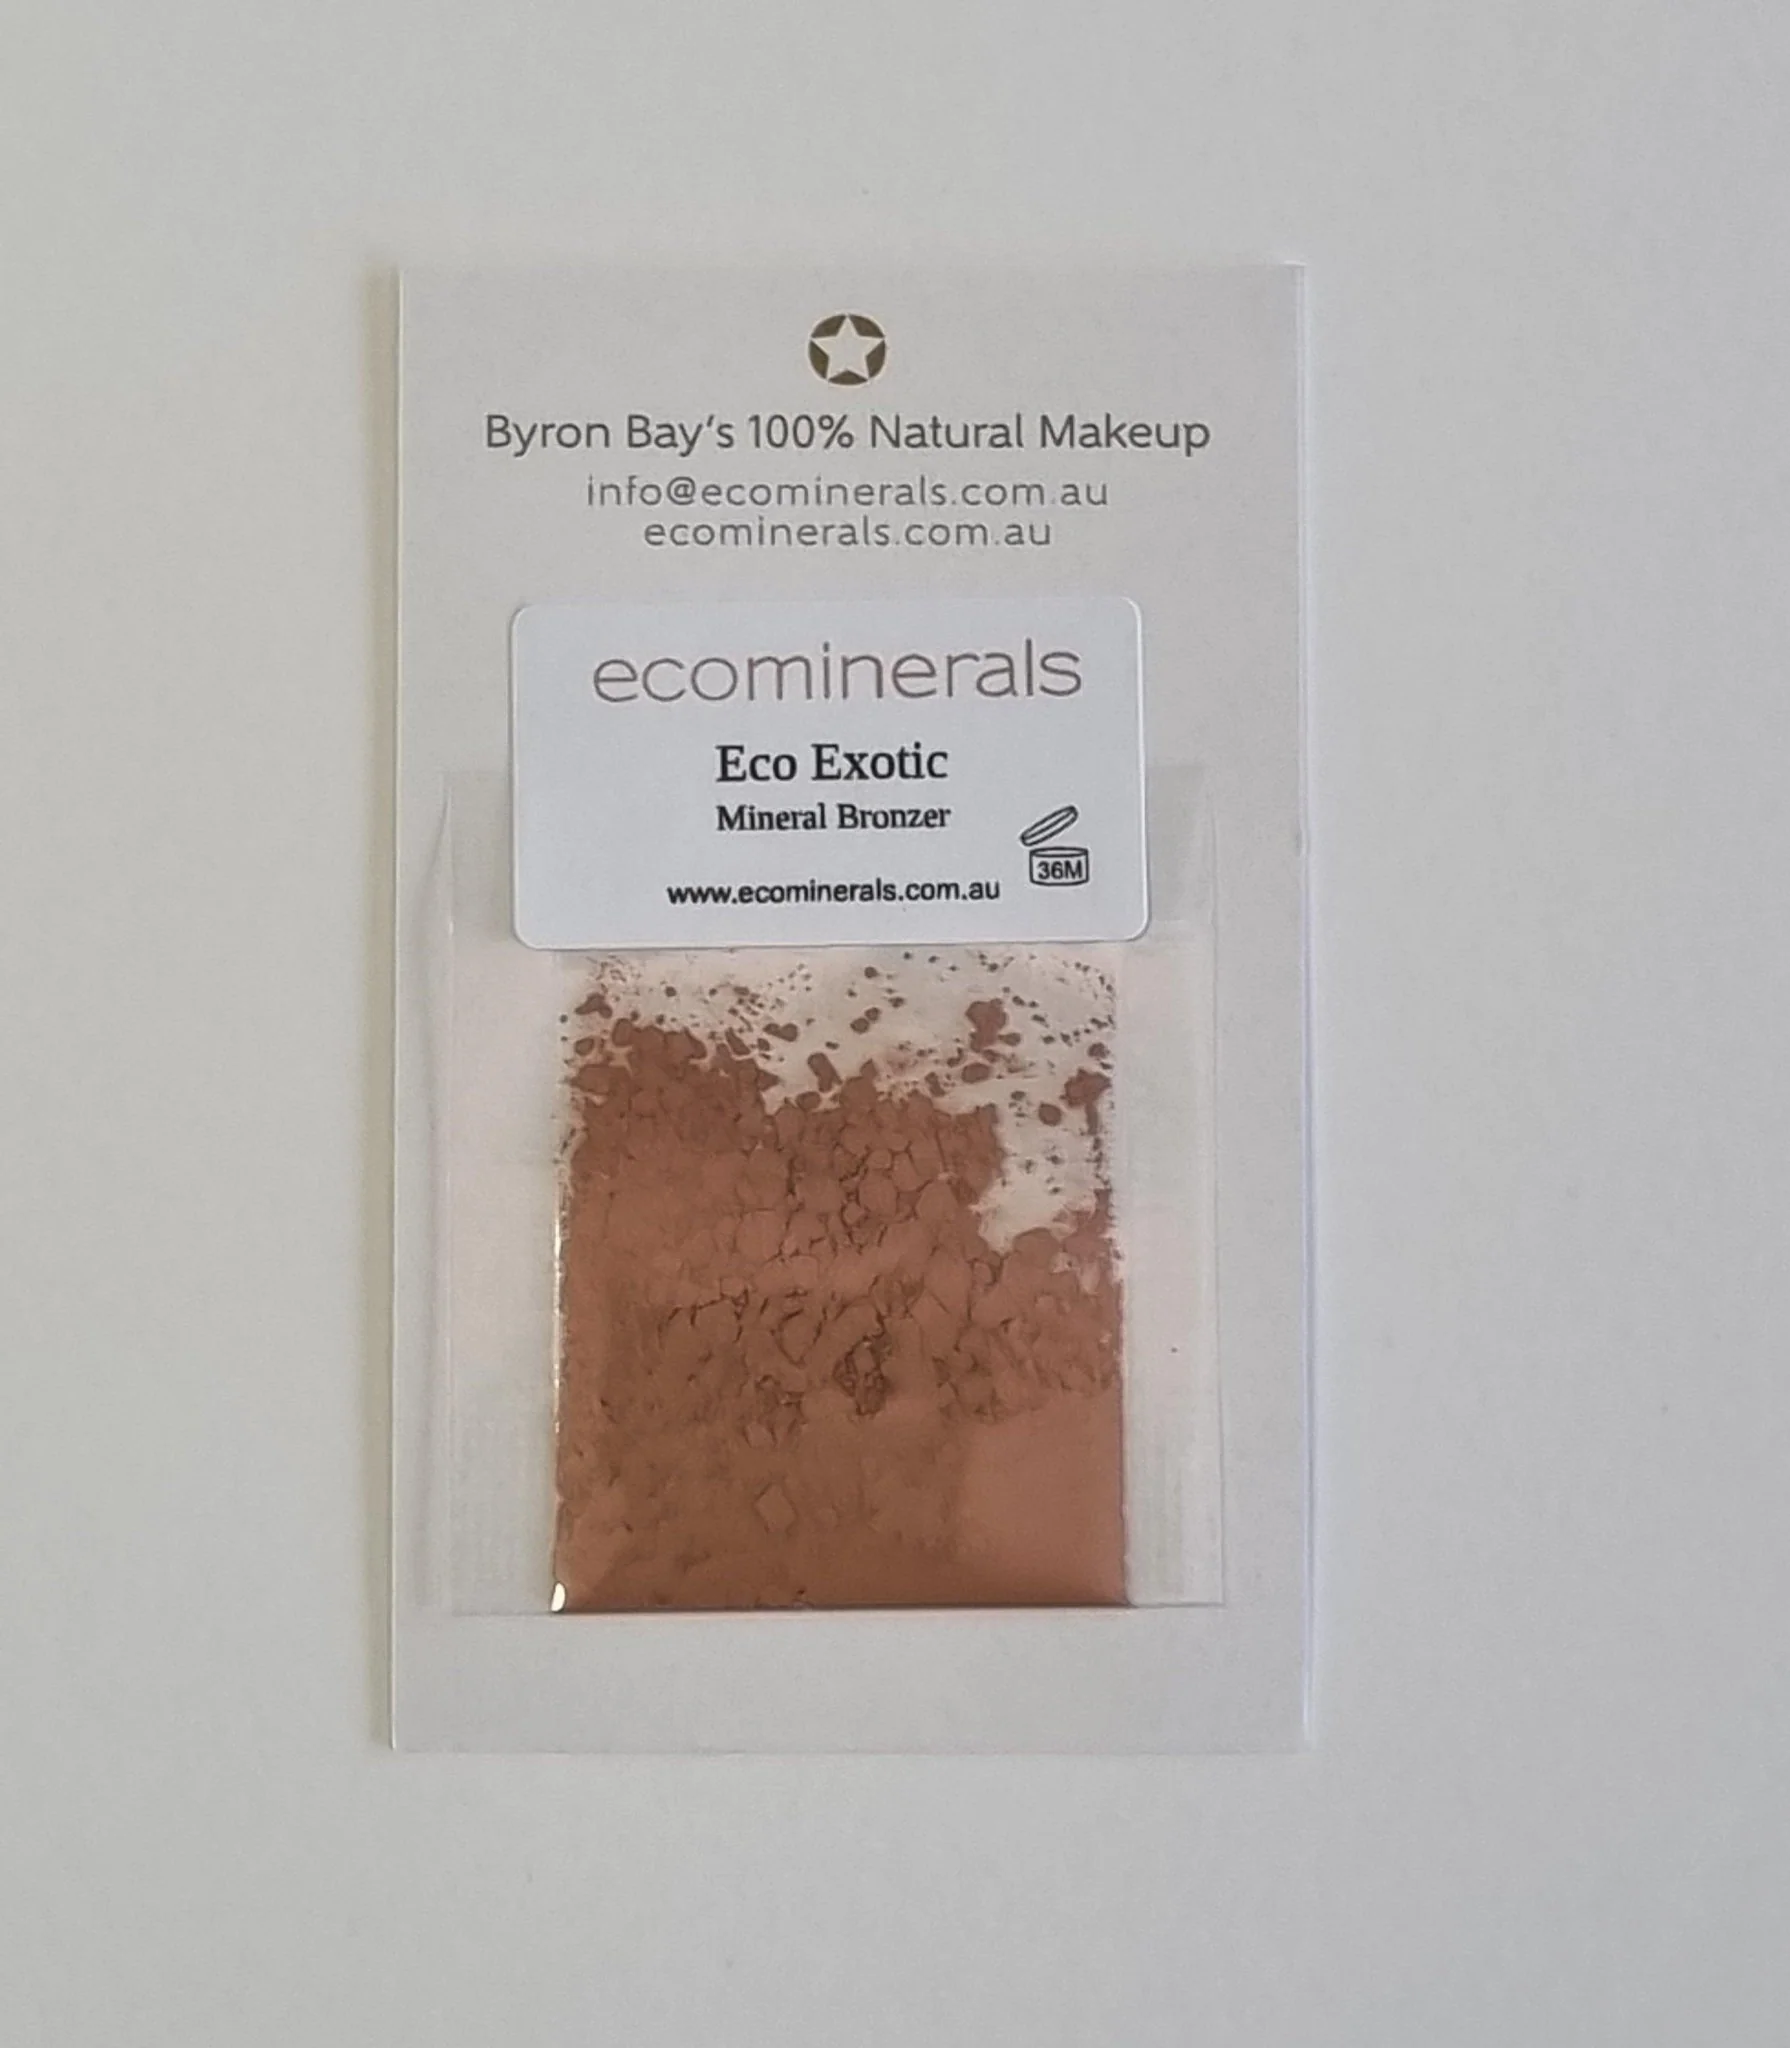 Byron Bay's 100% Natural Makeup
info@ecominerals.com.au
ecominerals.com.au
ecominerals
Eco Exotic
Mineral Bronzer
36M
www.ecominerals.com.au